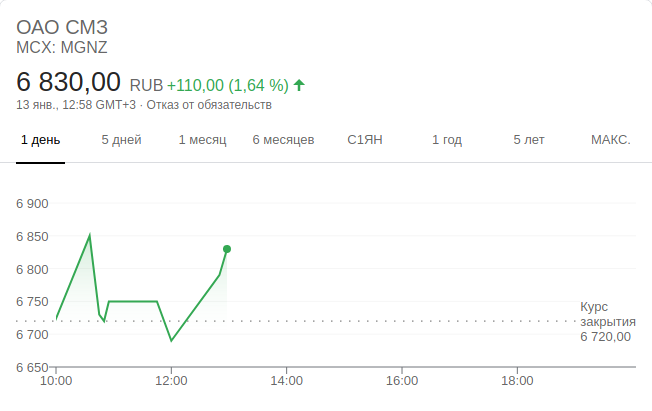 ОАО СМЗ
MCX: MGNZ
6 830,00 RUB +110,00 (1,64 %)
13 янв., 12:58 GMT+3 · Отказ от обязательств
1 день 5 дней 1 месяц 6 месяцев С1ЯН 1 год 5 лет МАКС.
6 900
6 850
6 800
6 750
6 700
6 650
Курс
закрытия
6 720,00
10:00 12:00 14:00 16:00 18:00